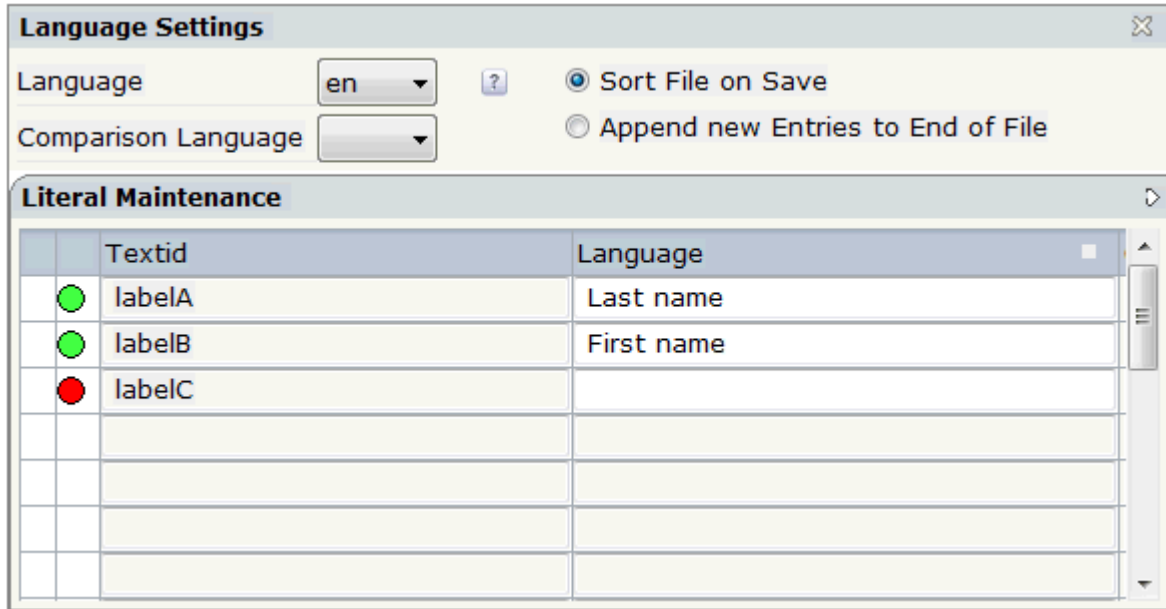 Language Settings
Language en ? Sort File on Save
Comparison Language Append new Entries to End of File
Literal Maintenance
Textid Language
labelA Last name
labelB First name
labelC